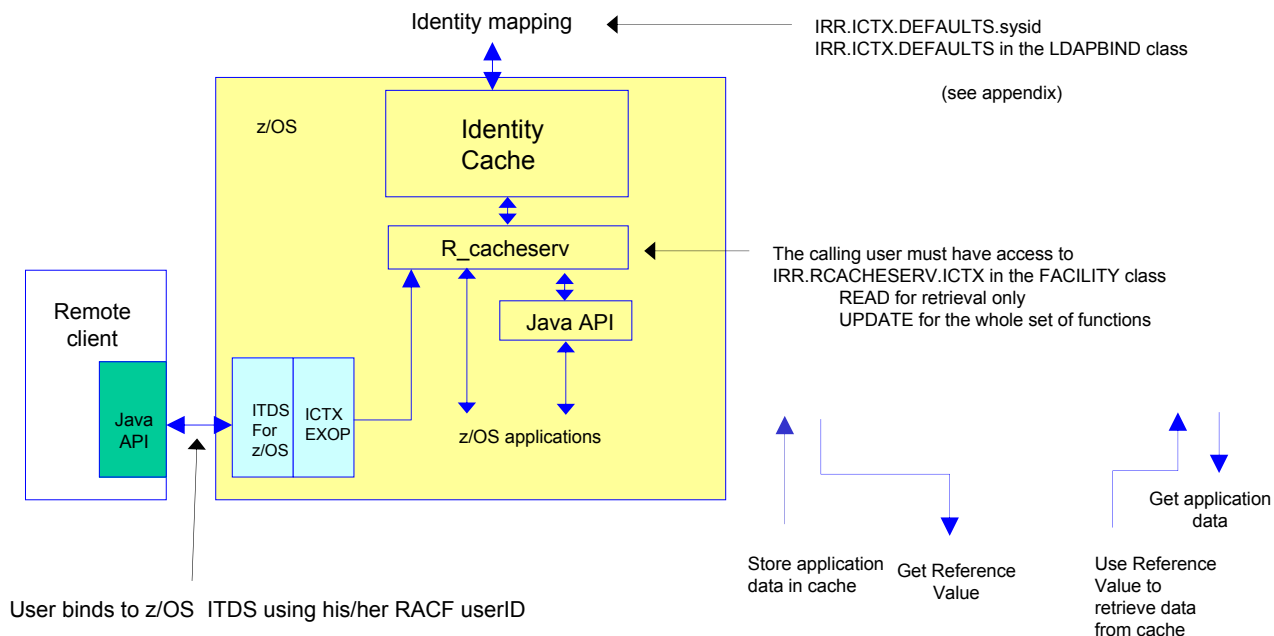 Identity mapping
IRR.ICTX.DEFAULTS.sysid
IRR.ICTX.DEFAULTS in the LDAPBIND class
(see appendix)
z/OS
Identity
Cache
R_cacheserv
The calling user must have access to
IRR.RCACHESERV.ICTX in the FACILITY class
READ for retrieval only
UPDATE for the whole set of functions
Remote
client
Java API
Java
API
ITDS
For
z/OS
ICTX
EXOP
z/OS applications
Store application
data in cache
Get Reference
Value
Use Reference
Value to
retrieve data
from cache
Get application
data
User binds to z/OS  ITDS using his/her RACF userID